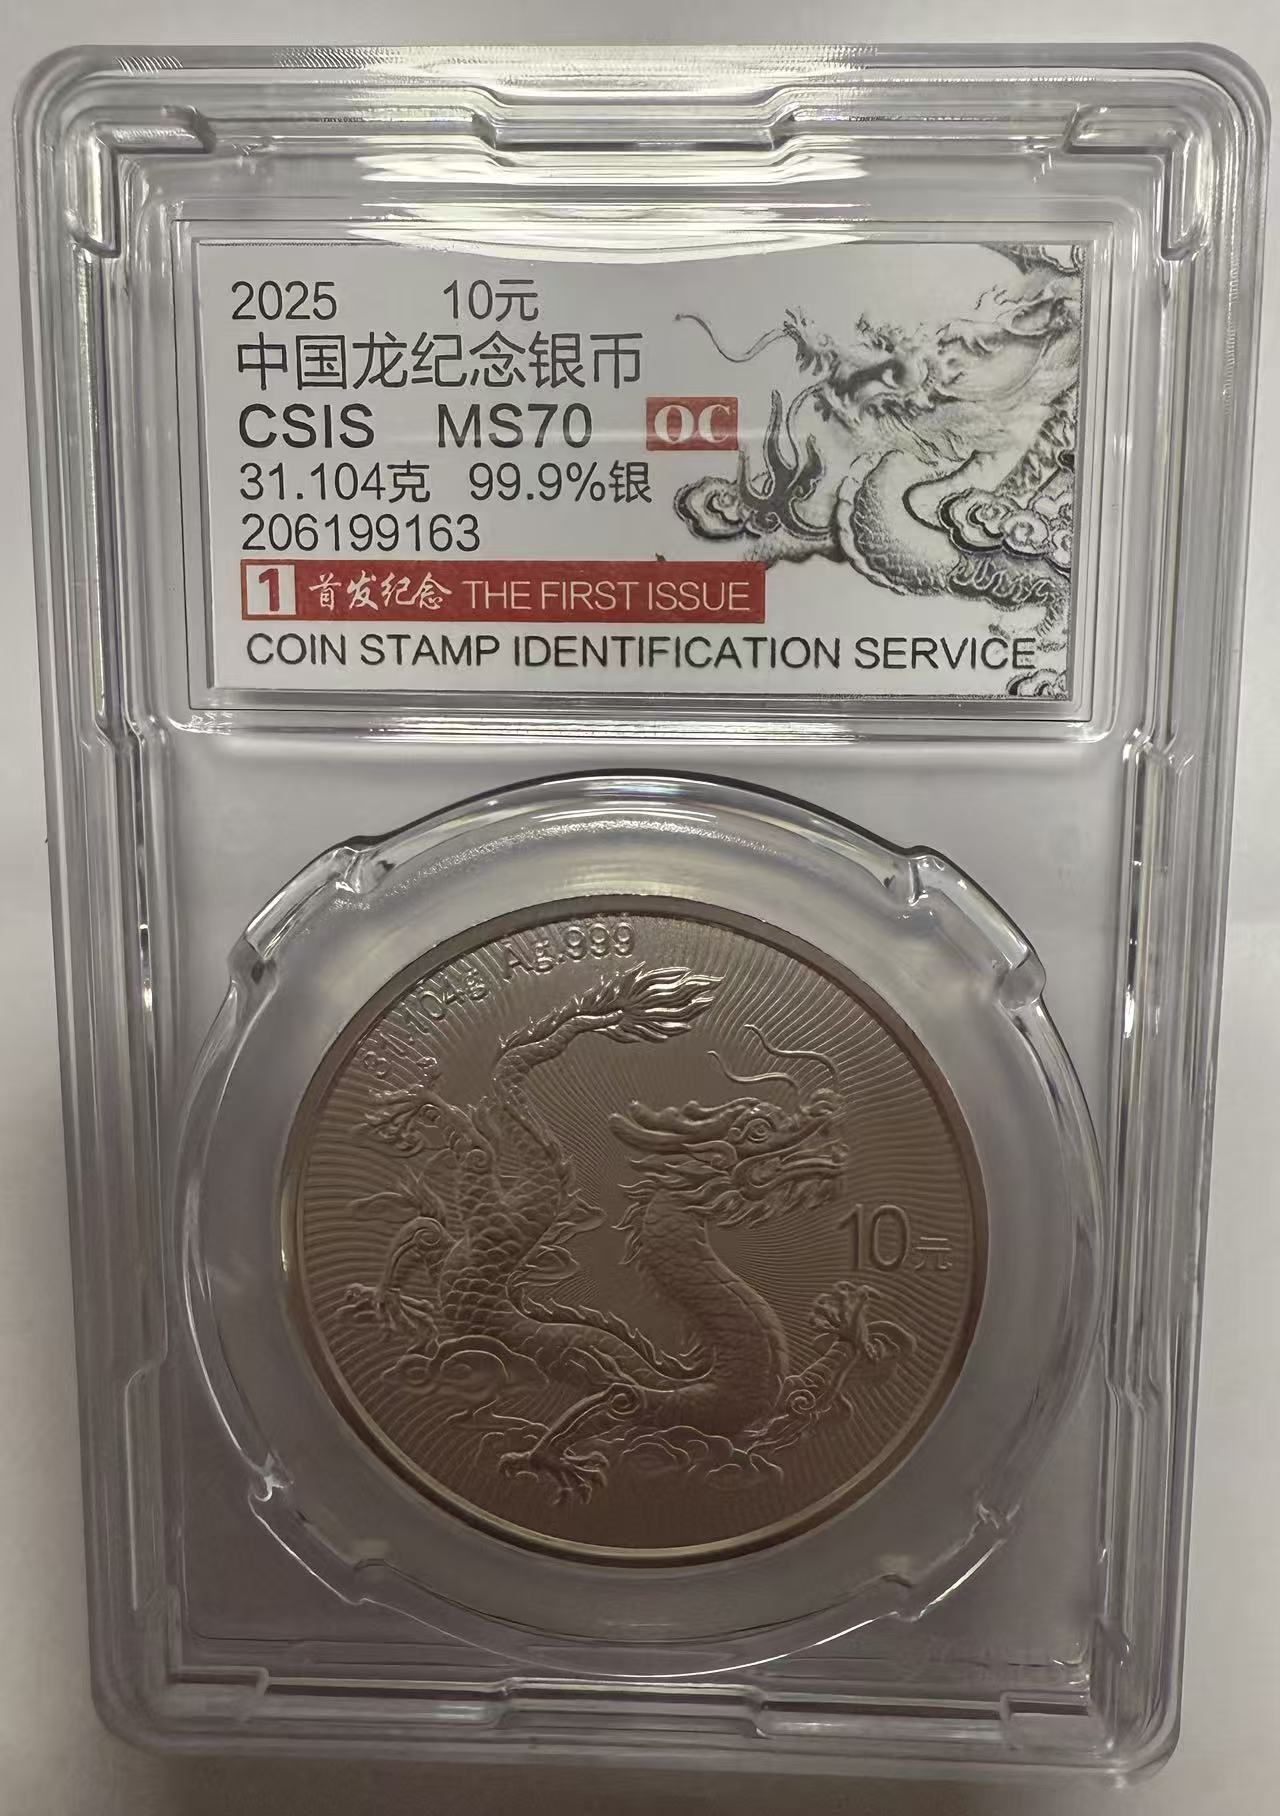 2025 10元
中国龙纪念银币
CSIS MS70 OC
31.104克 99.9%银
206199163
1 首发纪念 THE FIRST ISSUE
COIN STAMP IDENTIFICATION SERVICE
31.104g Ag.999
10元